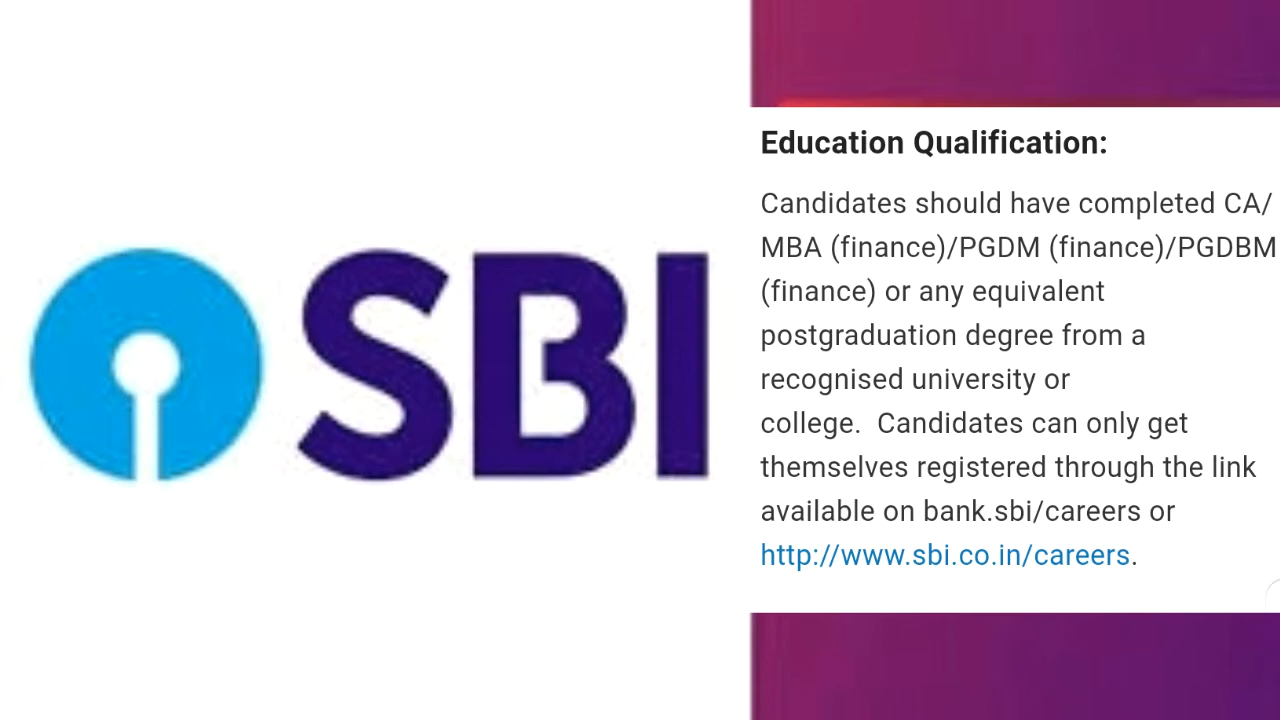 SBI
Education Qualification:
Candidates should have completed CA/
MBA (finance)/PGDM (finance)/PGDBM
(finance) or any equivalent
postgraduation degree from a
recognised university or
college.  Candidates can only get
themselves registered through the link
available on bank.sbi/careers or
http://www.sbi.co.in/careers.